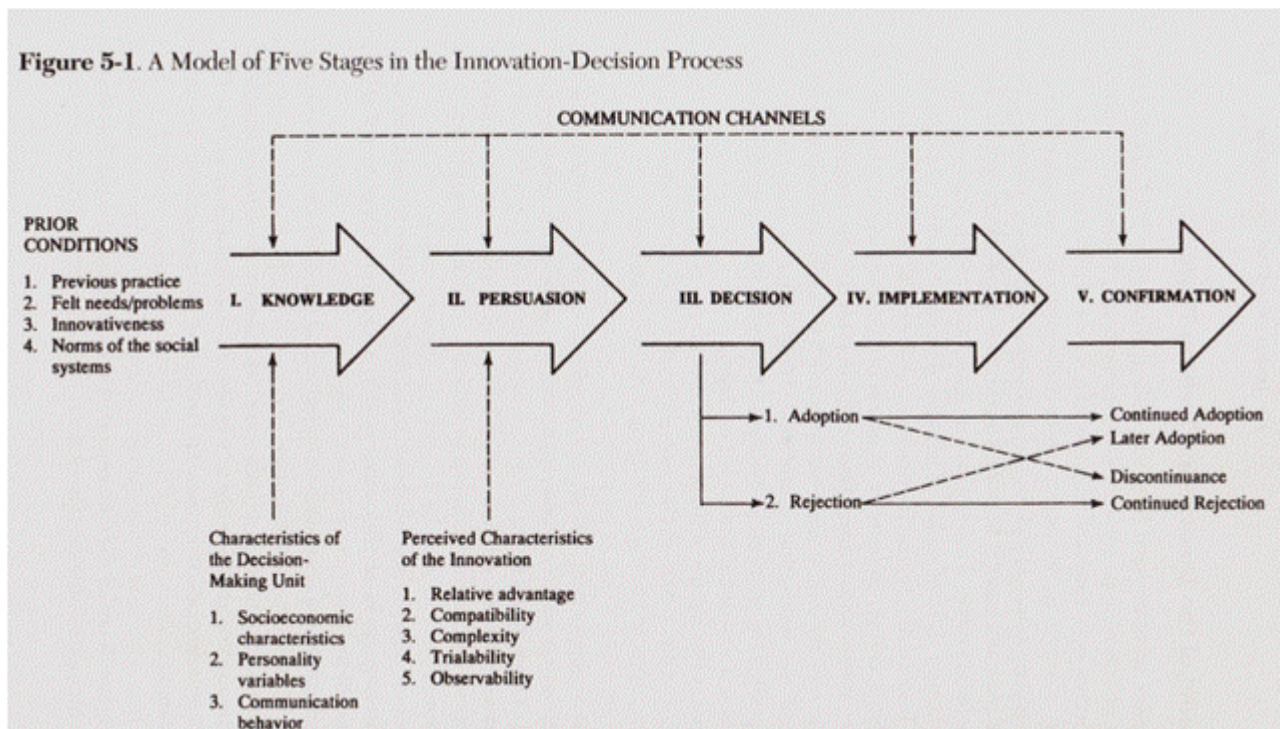 Figure 5-1. A Model of Five Stages in the Innovation-Decision Process
COMMUNICATION CHANNELS
PRIOR
CONDITIONS
1. Previous practice
2. Felt needs/problems
3. Innovativeness
4. Norms of the social
systems
I. KNOWLEDGE
II. PERSUASION
III. DECISION
IV. IMPLEMENTATION
V. CONFIRMATION
1. Adoption
2. Rejection
Continued Adoption
Later Adoption
Discontinuance
Continued Rejection
Characteristics of
the Decision-
Making Unit
1. Socioeconomic
characteristics
2. Personality
variables
3. Communication
behavior
Perceived Characteristics
of the Innovation
1. Relative advantage
2. Compatibility
3. Complexity
4. Trialability
5. Observability